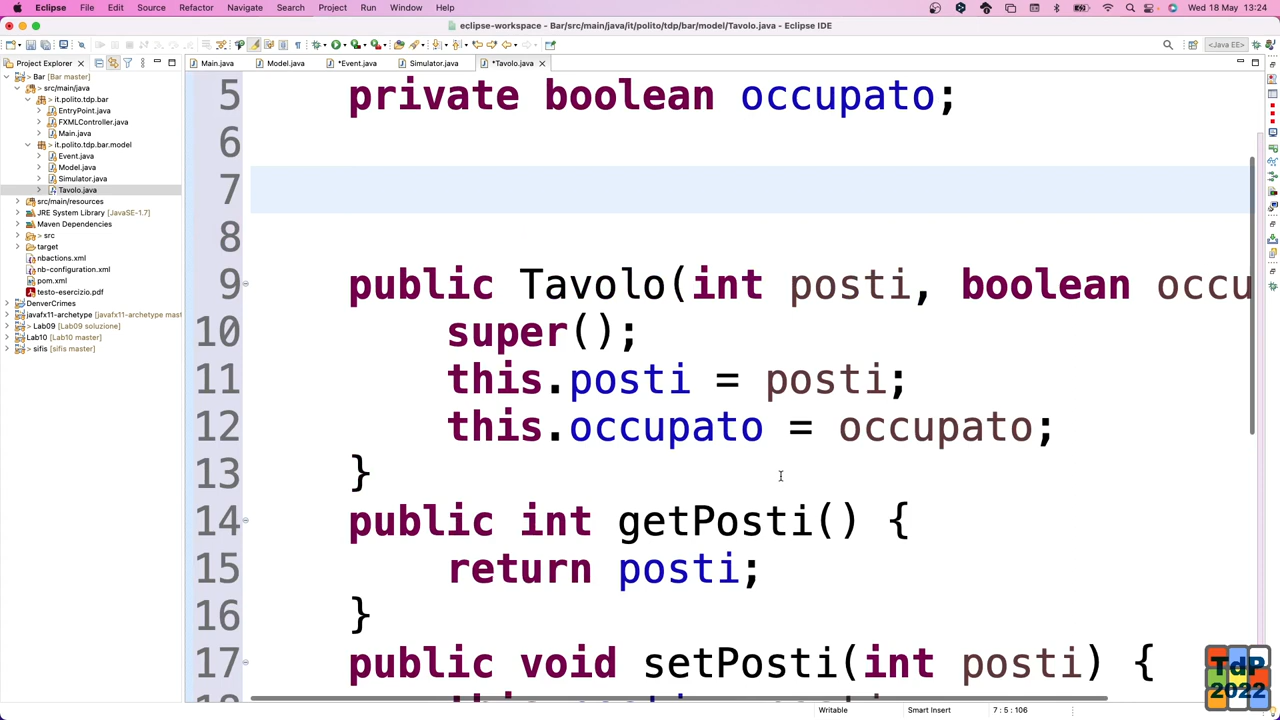 Eclipse File Edit Source Refactor Navigate Search Project Run Window Help Wed 18 May 13:24
eclipse-workspace - Bar/src/main/java/it/polito/tdp/bar/model/Tavolo.java - Eclipse IDE
<Java EE>
Project Explorer
Main.java Model.java *Event.java Simulator.java *Tavolo.java
> Bar [Bar master]
> src/main/java
> it.polito.tdp.bar
EntryPoint.java
FXMLController.java
Main.java
it.polito.tdp.bar.model
Event.java
Model.java
Simulator.java
Tavolo.java
src/main/resources
JRE System Library [JavaSE-1.7]
Maven Dependencies
> src
target
nbactions.xml
nb-configuration.xml
pom.xml
testo-esercizio.pdf
DenverCrimes
javafx11-archetype [javafx11-archetype mast
> Lab09 [Lab09 soluzione]
Lab10 [Lab10 master]
> sifis [sifis master]
5 private boolean occupato;
6
7
8
9 public Tavolo(int posti, boolean occu
10 super();
11 this.posti = posti;
12 this.occupato = occupato;
13 }
14 public int getPosti() {
15 return posti;
16 }
17 public void setPosti(int posti) {
TdP
2022
Writable Smart Insert 7 : 5 : 106